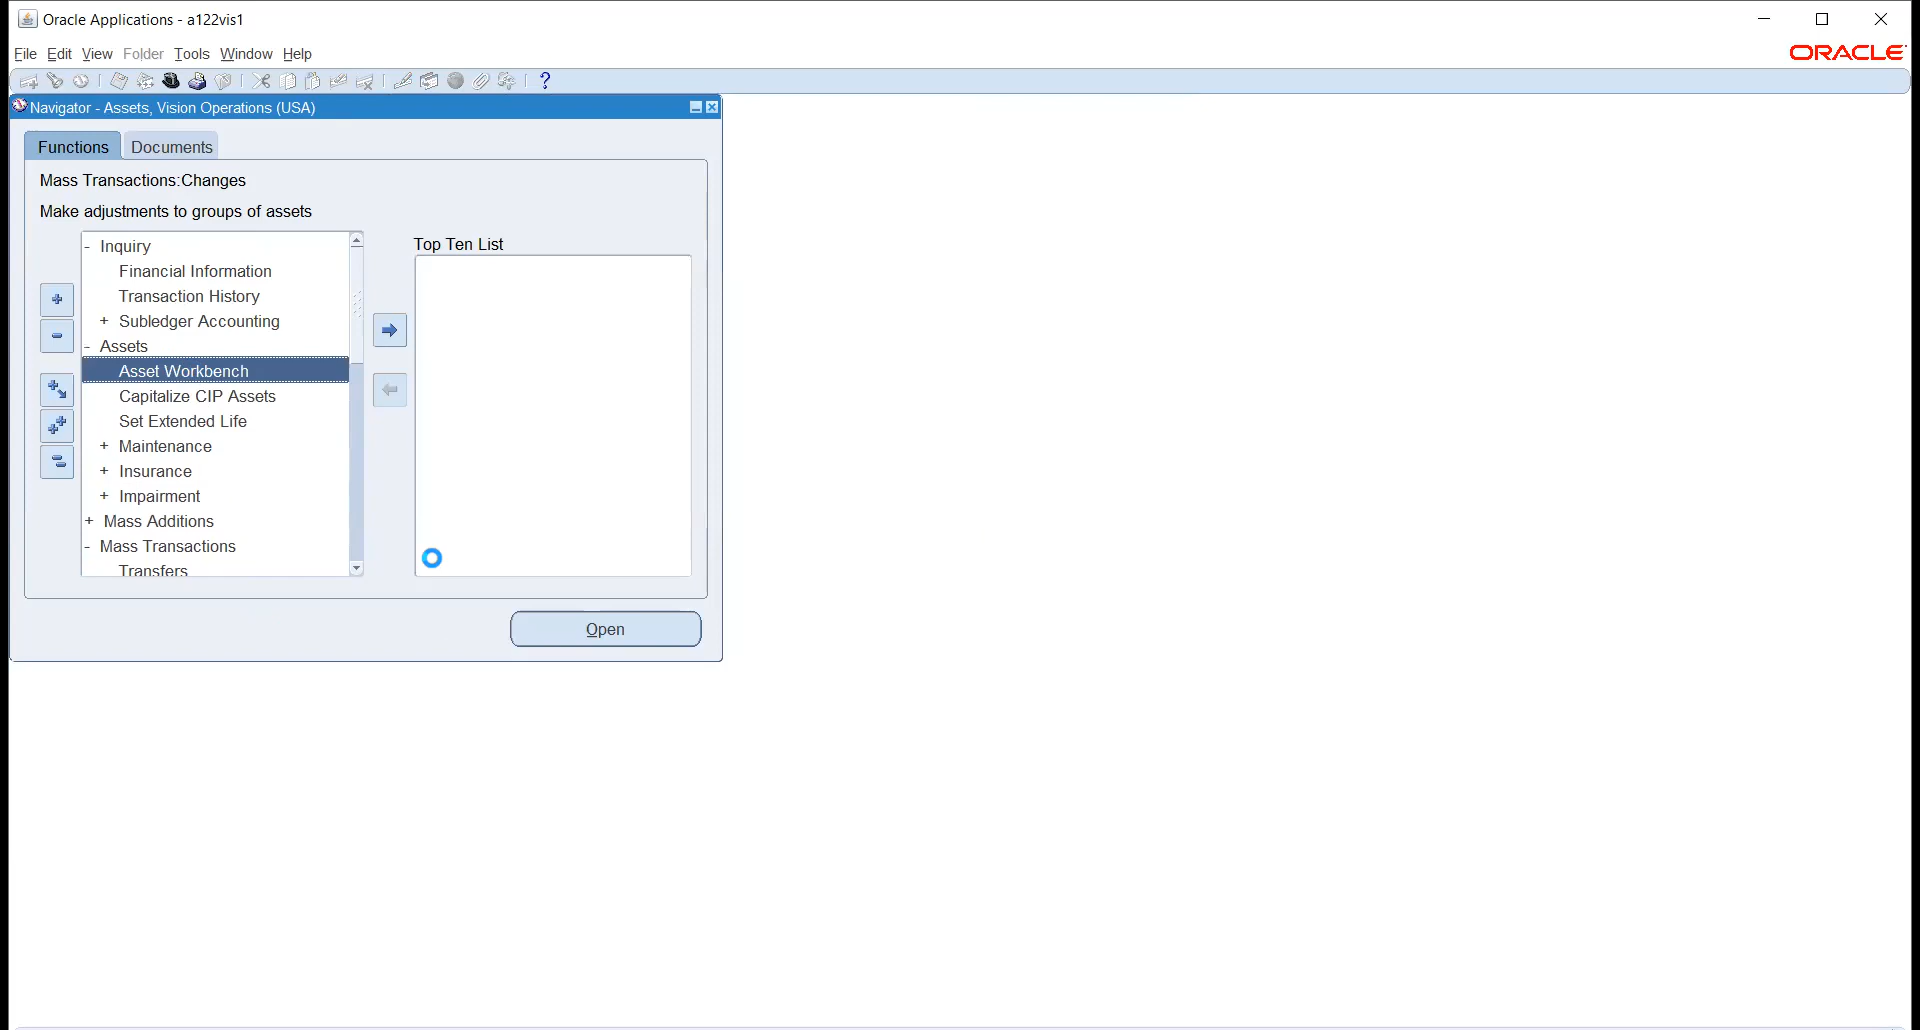 Oracle Applications - a122vis1
File Edit View Folder Tools Window Help
ORACLE
Navigator - Assets, Vision Operations (USA)
Functions Documents
Mass Transactions:Changes
Make adjustments to groups of assets
Top Ten List
- Inquiry
Financial Information
Transaction History
+ Subledger Accounting
- Assets
Asset Workbench
Capitalize CIP Assets
Set Extended Life
+ Maintenance
+ Insurance
+ Impairment
+ Mass Additions
- Mass Transactions
Transfers
Open